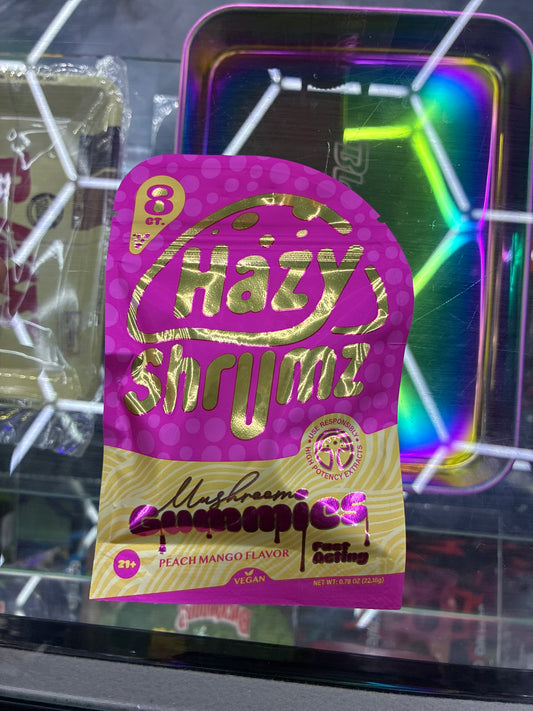 8
CT.
Hazy
Shrumz
USE RESPONSIBLY
HIGH POTENCY EXTRACTS
Mushroom
Gummies
21+
PEACH MANGO FLAVOR
Fast
Acting
VEGAN
NET WT: 0.78 OZ (22.16g)